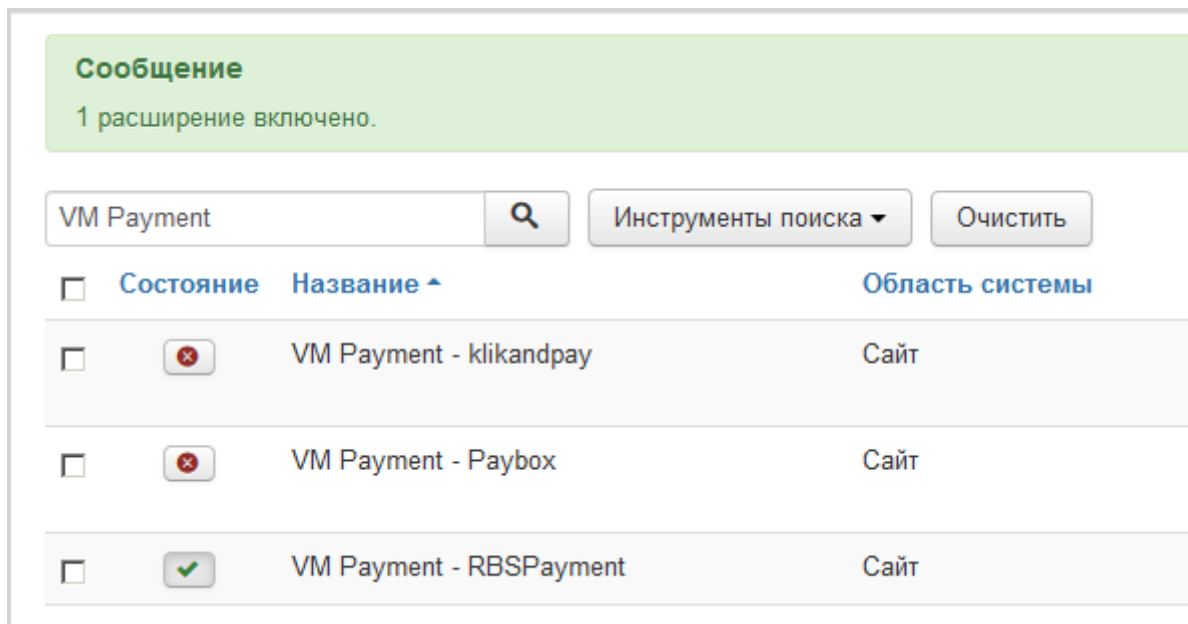 Сообщение
1 расширение включено.
VM Payment Инструменты поиска Очистить
Состояние Название Область системы
VM Payment - klikandpay Сайт
VM Payment - Paybox Сайт
VM Payment - RBSPayment Сайт